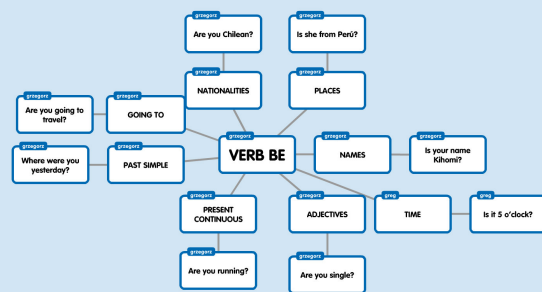 grzegorz
Are you Chilean?
grzegorz
Is she from Perú?
grzegorz
NATIONALITIES
grzegorz
PLACES
grzegorz
Are you going to
travel?
grzegorz
GOING TO
grzegorz
VERB BE
grzegorz
NAMES
grzegorz
Is your name
Kihomi?
grzegorz
Where were you
yesterday?
grzegorz
PAST SIMPLE
grzegorz
PRESENT
CONTINUOUS
grzegorz
ADJECTIVES
greg
TIME
greg
Is it 5 o'clock?
grzegorz
Are you running?
grzegorz
Are you single?